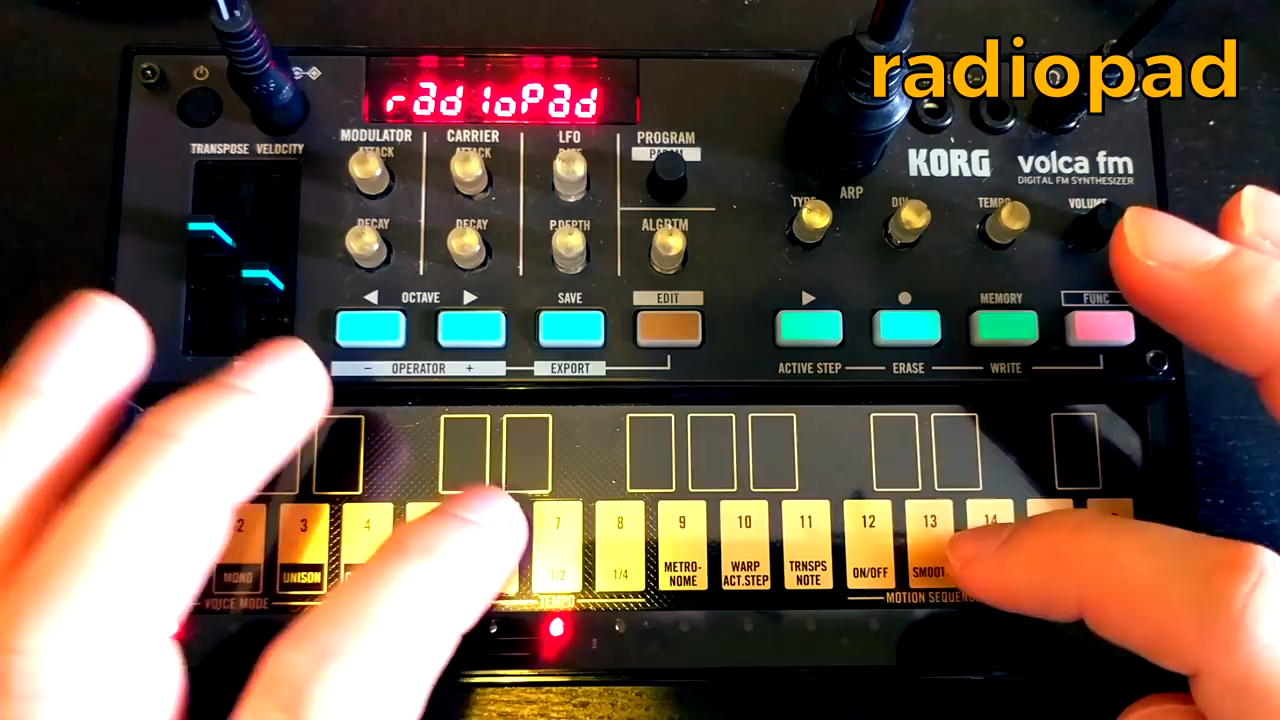 radiopad
radioPad
TRANSPOSE VELOCITY
MODULATOR CARRIER LFO PROGRAM
ATTACK ATTACK RATE PARAM
DECAY DECAY P.DEPTH ALGRTM
KORG volca fm
DIGITAL FM SYNTHESIZER
ARP
TYPE DIV TEMPO VOLUME
OCTAVE SAVE EDIT MEMORY FUNC
- OPERATOR + EXPORT ACTIVE STEP ERASE WRITE
2 3 4 7 8 9 10 11 12 13 14
MONO UNISON 1/2 1/4 METRO-NOME WARP ACT.STEP TRNSPS NOTE ON/OFF
VOICE MODE TEMPO MOTION SEQUENCE